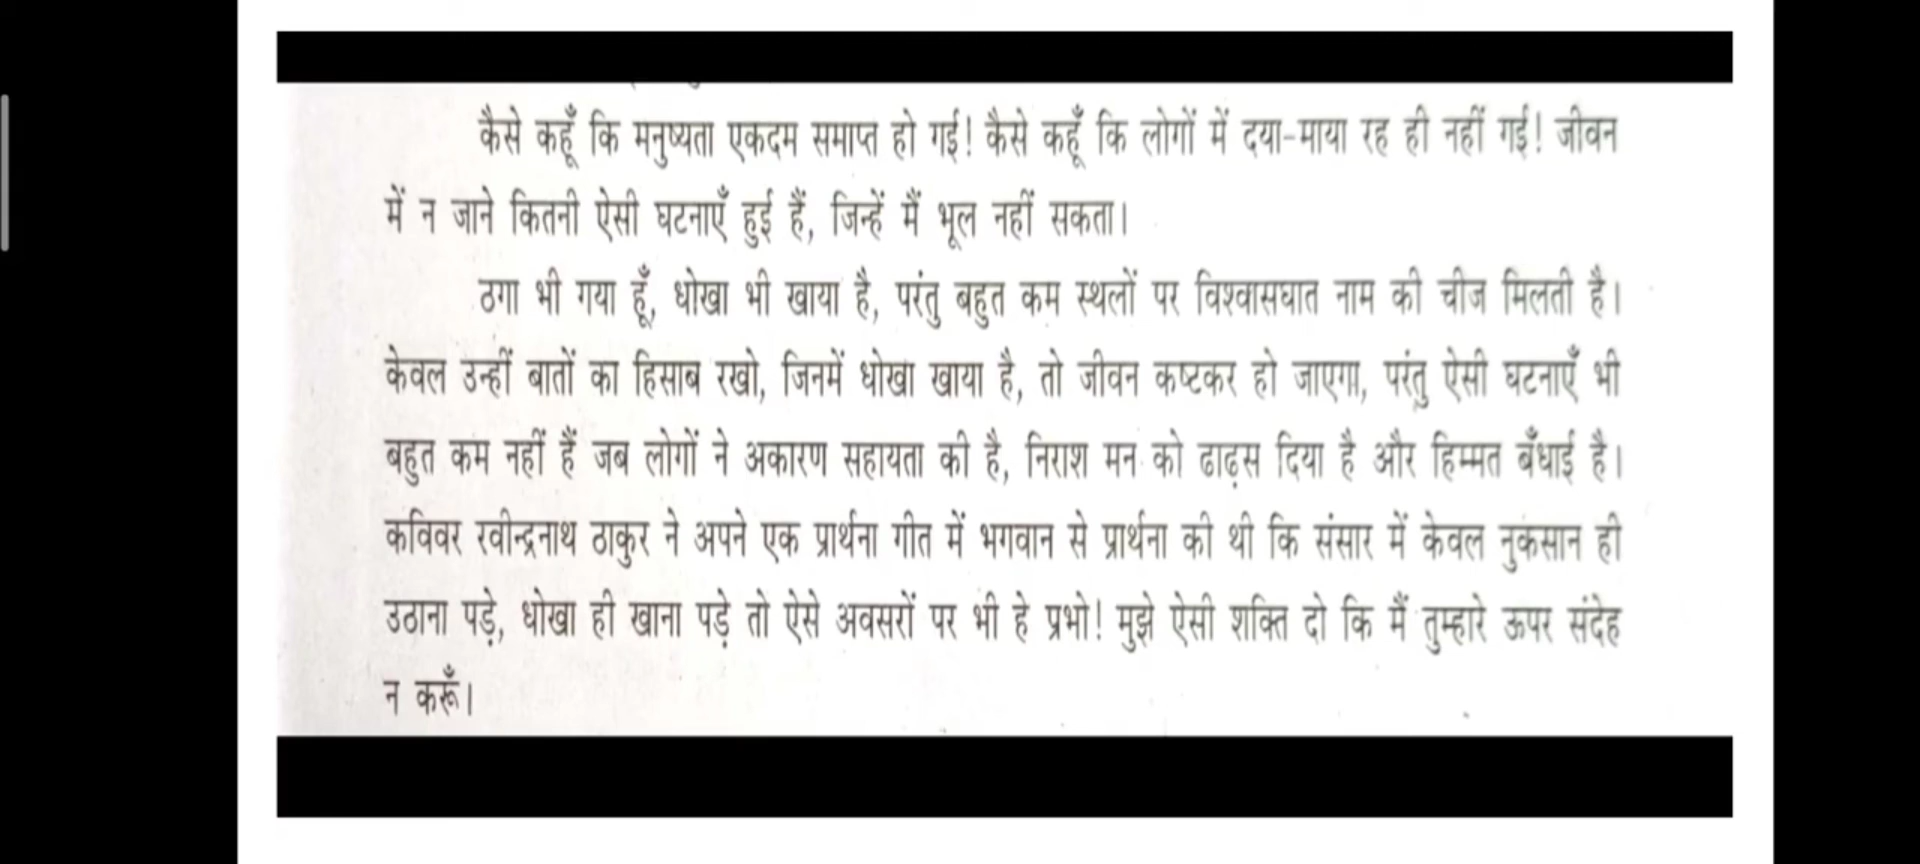 कैसे कहूँ कि मनुष्यता एकदम समाप्त हो गई! कैसे कहूँ कि लोगों में दया-माया रह ही नहीं गई! जीवन
में न जाने कितनी ऐसी घटनाएँ हुई हैं, जिन्हें मैं भूल नहीं सकता।
ठगा भी गया हूँ, धोखा भी खाया है, परंतु बहुत कम स्थलों पर विश्वासघात नाम की चीज मिलती है।
केवल उन्हीं बातों का हिसाब रखो, जिनमें धोखा खाया है, तो जीवन कष्टकर हो जाएगा, परंतु ऐसी घटनाएँ भी
बहुत कम नहीं हैं जब लोगों ने अकारण सहायता की है, निराश मन को ढाढ़स दिया है और हिम्मत बँधाई है।
कविवर रवीन्द्रनाथ ठाकुर ने अपने एक प्रार्थना गीत में भगवान से प्रार्थना की थी कि संसार में केवल नुकसान ही
उठाना पड़े, धोखा ही खाना पड़े तो ऐसे अवसरों पर भी हे प्रभो! मुझे ऐसी शक्ति दो कि मैं तुम्हारे ऊपर संदेह
न करूँ।